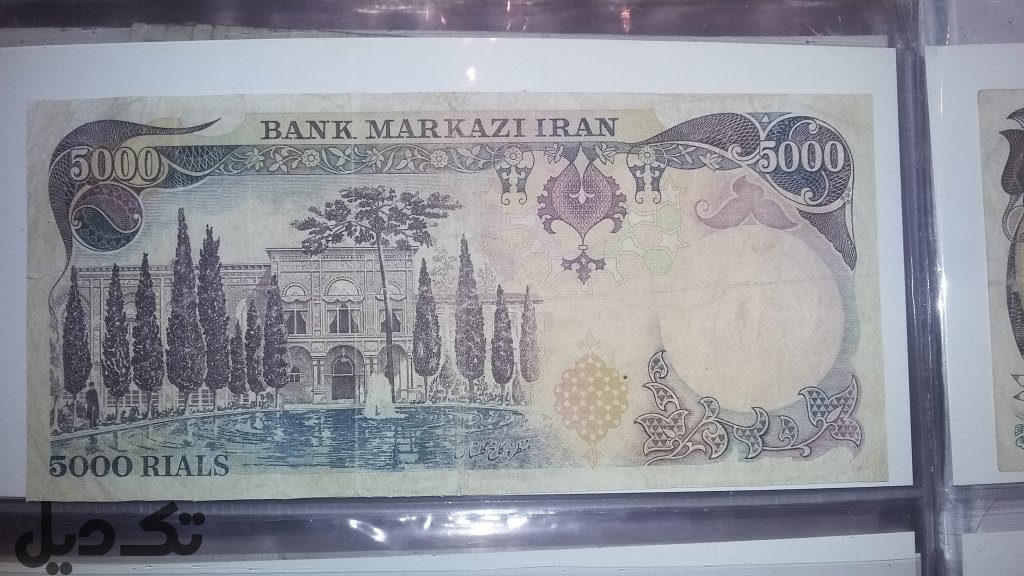 BANK MARKAZI IRAN
5000
5000
5000 RIALS
منظره کاخ گلستان
تک دیل